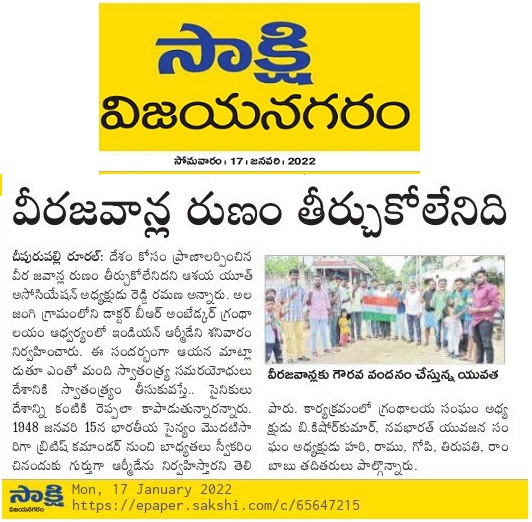 సాక్షి
విజయనగరం
సోమవారం। 17। జనవరి। 2022
వీరజవాన్ల రుణం తీర్చుకోలేనిది
చీపురుపల్లి రూరల్: దేశం కోసం ప్రాణాలర్పించిన
వీర జవాన్ల రుణం తీర్చుకోలేనిదని ఆశయ యూత్
అసోసియేషన్ అధ్యక్షుడు రెడ్డి రమణ అన్నారు. అల
జంగి గ్రామంలోని డాక్టర్ బీఆర్ అంబేడ్కర్ గ్రంథా
లయం ఆధ్వర్యంలో ఇండియన్ ఆర్మీడేని శనివారం
నిర్వహించారు. ఈ సందర్భంగా ఆయన మాట్లా
డుతూ ఎంతో మంది స్వాతంత్ర్య సమరయోధులు
దేశానికి స్వాతంత్ర్యం తీసుకువస్తే.. సైనికులు
దేశాన్ని కంటికి రెప్పలా కాపాడుతున్నారన్నారు.
1948 జనవరి 15న భారతీయ సైన్యం మొదటిసా
రిగా బ్రిటిష్ కమాండర్ నుంచి బాధ్యతలు స్వీకరిం
చినందుకు గుర్తుగా ఆర్మీడేను నిర్వహిస్తారని తెలి
వీరజవాన్లకు గౌరవ వందనం చేస్తున్న యువత
పారు. కార్యక్రమంలో గ్రంథాలయ సంఘం అధ్య
క్షుడు బి.కిషోర్‌కుమార్, నవభారత్ యువజన సం
ఘం అధ్యక్షుడు హరి, రాము, గోపి, తిరుపతి, రాం
బాబు తదితరులు పాల్గొన్నారు.
సాక్షి Mon, 17 January 2022
విజయనగరం https://epaper.sakshi.com/c/65647215